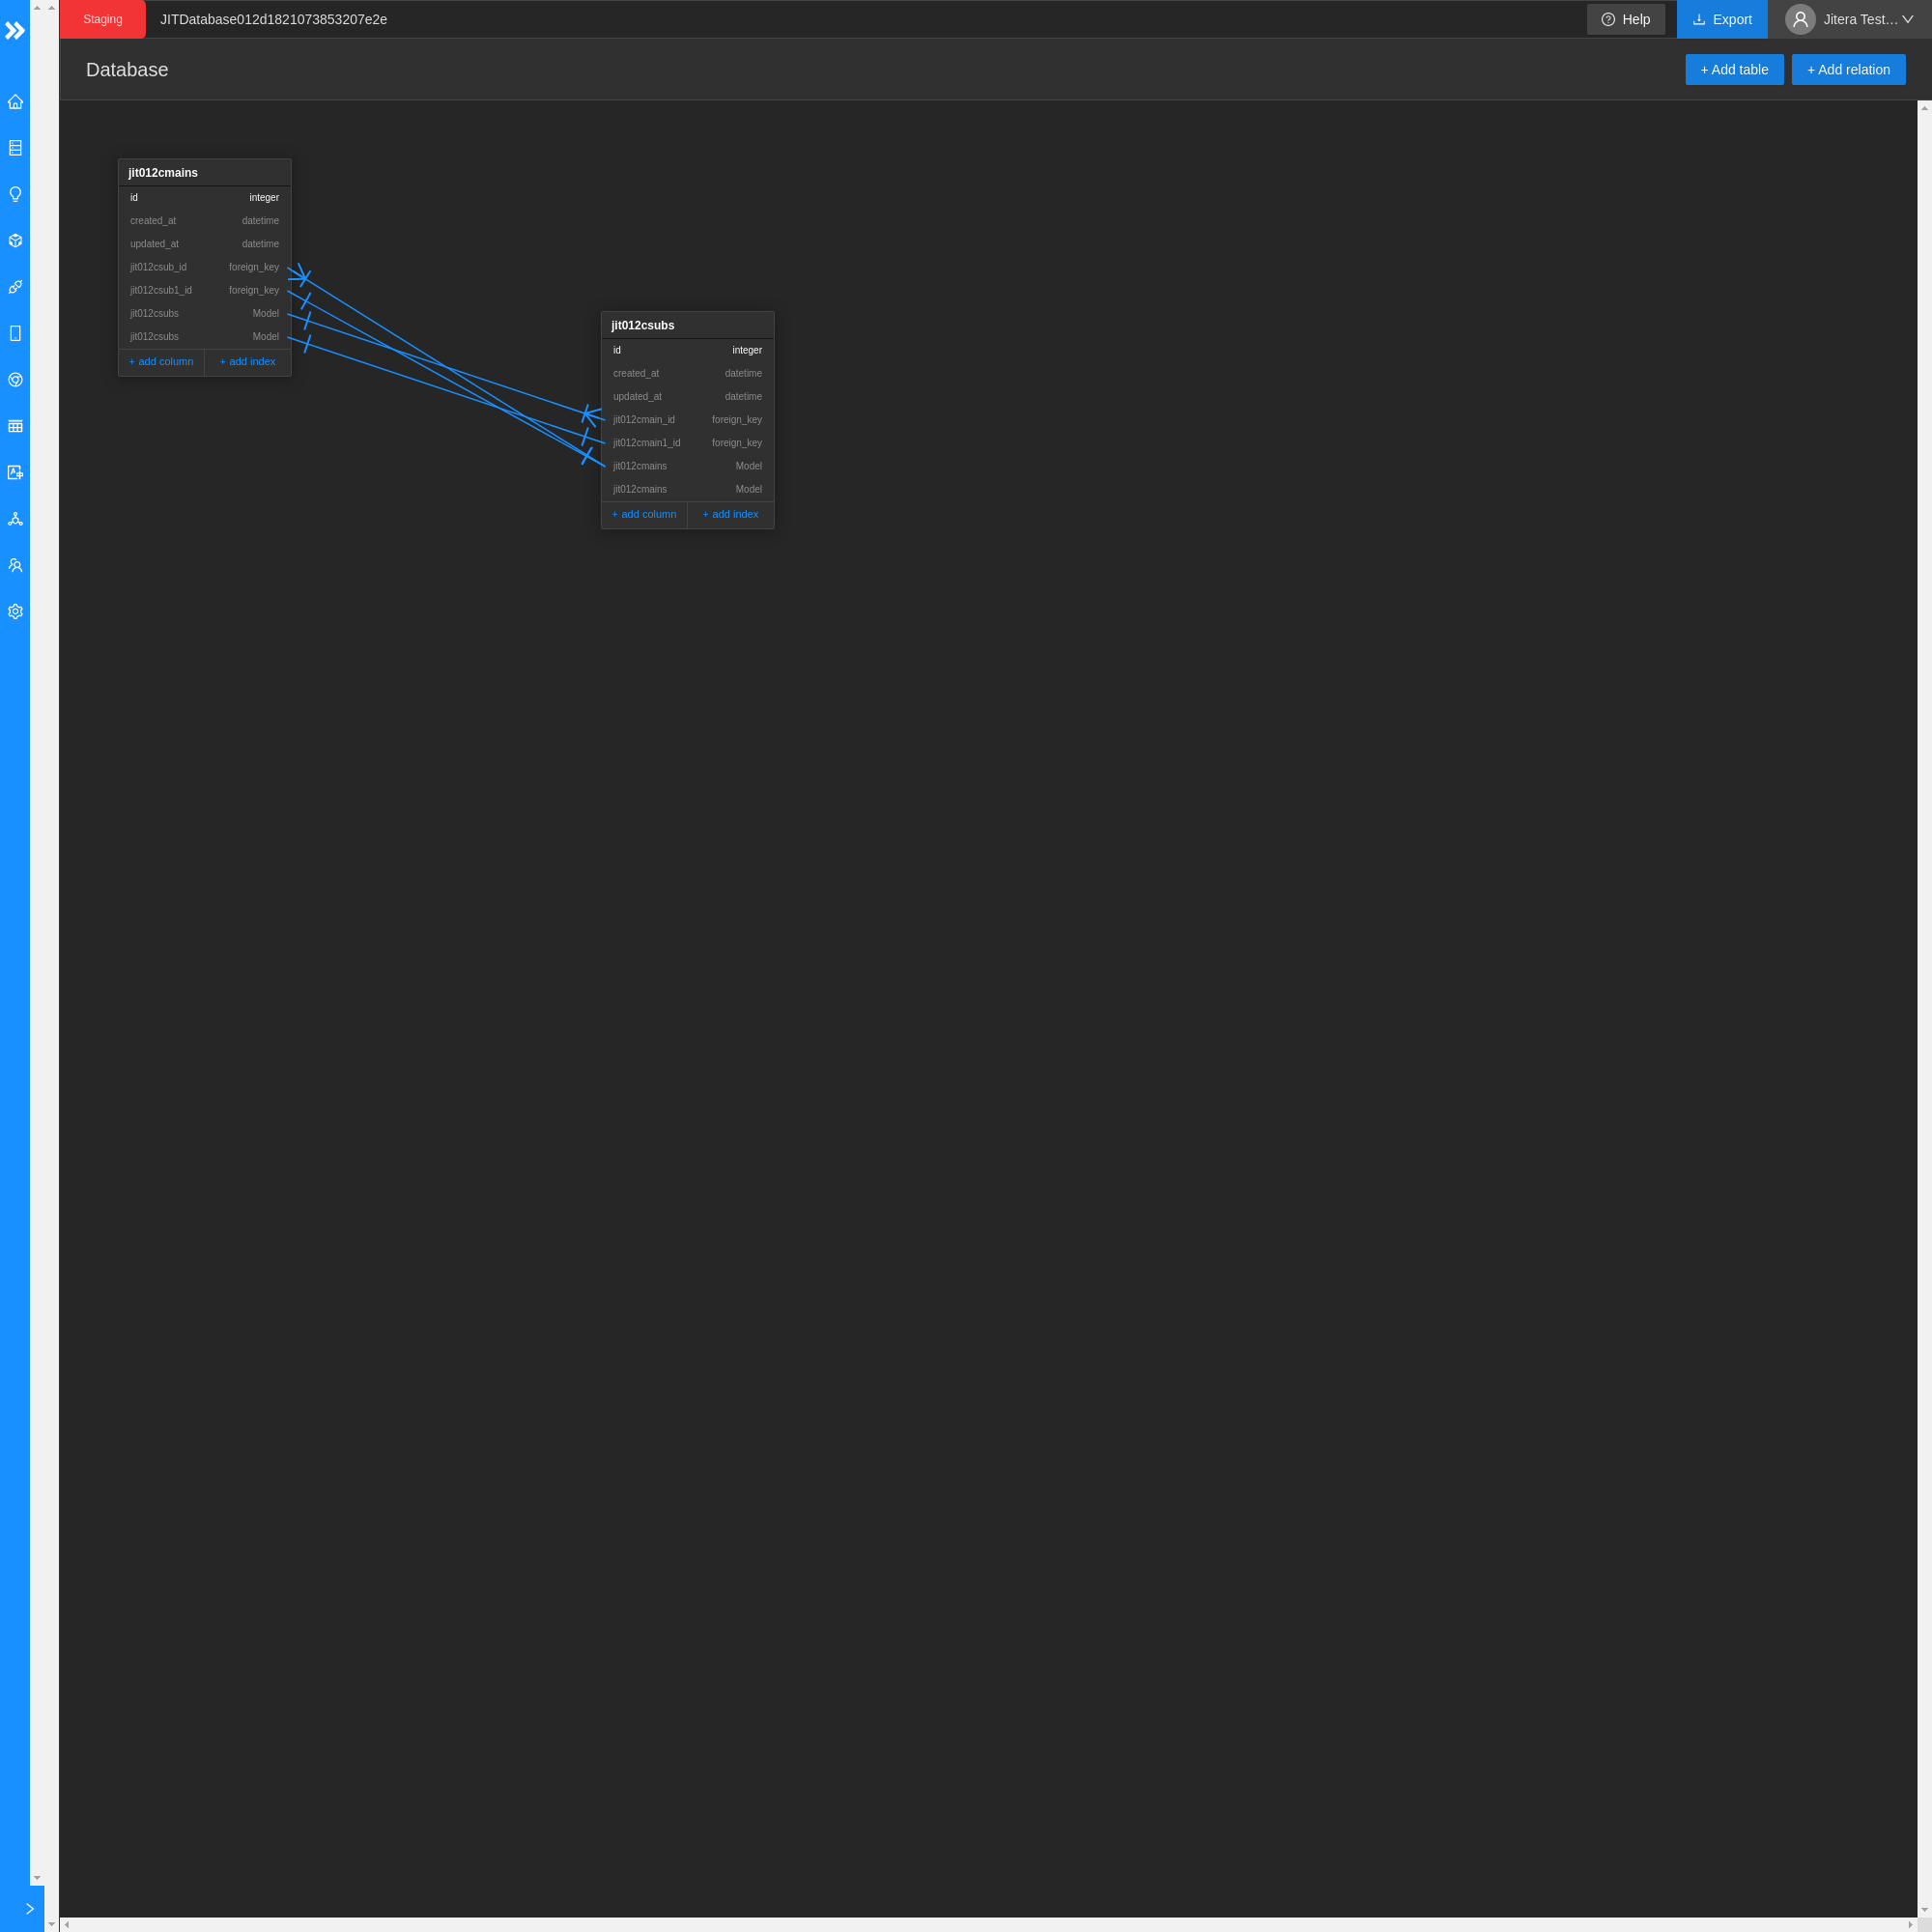 Staging JITDatabase012d1821073853207e2e Help Export Jitera Test...
Database + Add table + Add relation
jit012cmains
id integer
created_at datetime
updated_at datetime
jit012csub_id foreign_key
jit012csub1_id foreign_key
jit012csubs Model
jit012csubs Model
+ add column + add index
jit012csubs
id integer
created_at datetime
updated_at datetime
jit012cmain_id foreign_key
jit012cmain1_id foreign_key
jit012cmains Model
jit012cmains Model
+ add column + add index